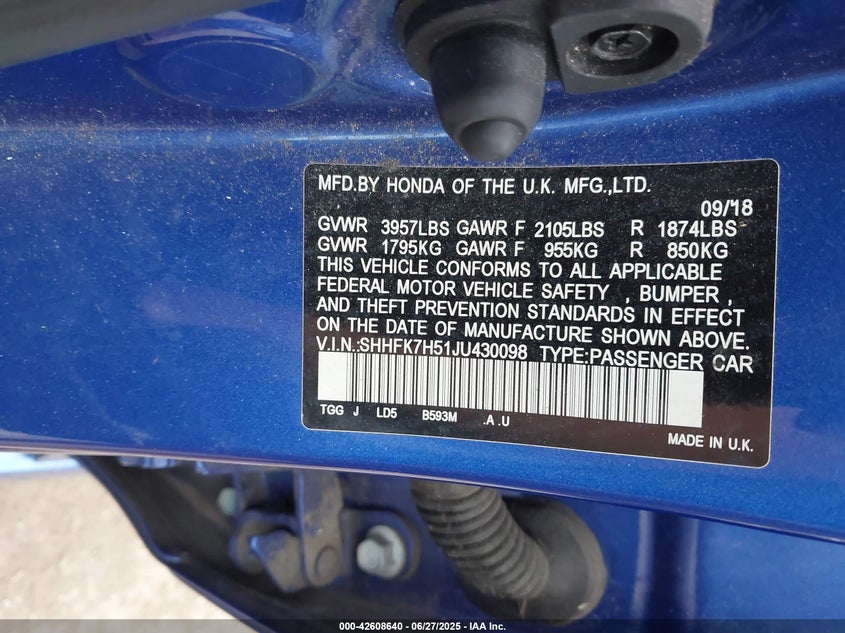 MFD.BY HONDA OF THE U.K. MFG.,LTD.
09/18
GVWR 3957LBS GAWR F 2105LBS R 1874LBS
GVWR 1795KG GAWR F 955KG R 850KG
THIS VEHICLE CONFORMS TO ALL APPLICABLE
FEDERAL MOTOR VEHICLE SAFETY , BUMPER ,
AND THEFT PREVENTION STANDARDS IN EFFECT
ON THE DATE OF MANUFACTURE SHOWN ABOVE.
V.I.N.:SHHFK7H51JU430098 TYPE:PASSENGER CAR
TGG J LD5 B593M .A .U
MADE IN U.K.
000-42608640 / 06/27/2025 - IAA Inc.